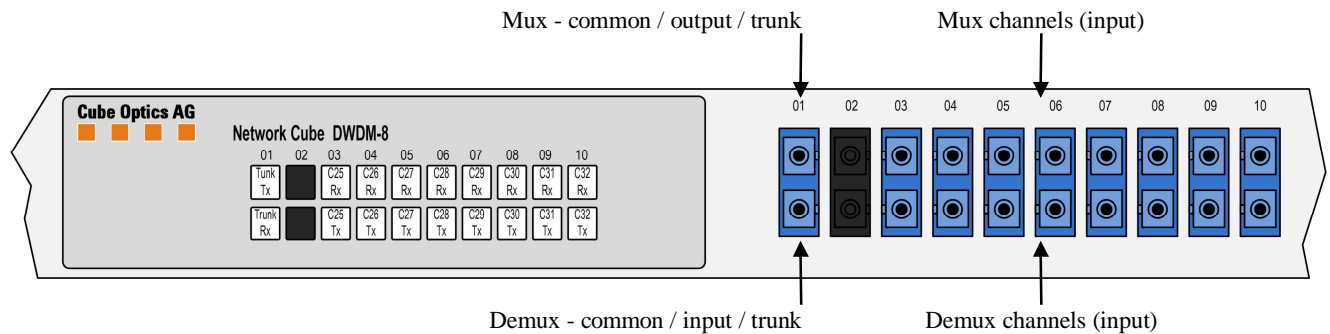 Mux - common / output / trunk Mux channels (input)
Cube Optics AG
Network Cube DWDM-8
01 02 03 04 05 06 07 08 09 10
Tunk C25 C26 C27 C28 C29 C30 C31 C32
Tx Rx Rx Rx Rx Rx Rx Rx Rx
Trunk C25 C26 C27 C28 C29 C30 C31 C32
Rx Tx Tx Tx Tx Tx Tx Tx Tx
01 02 03 04 05 06 07 08 09 10
Demux - common / input / trunk Demux channels (input)